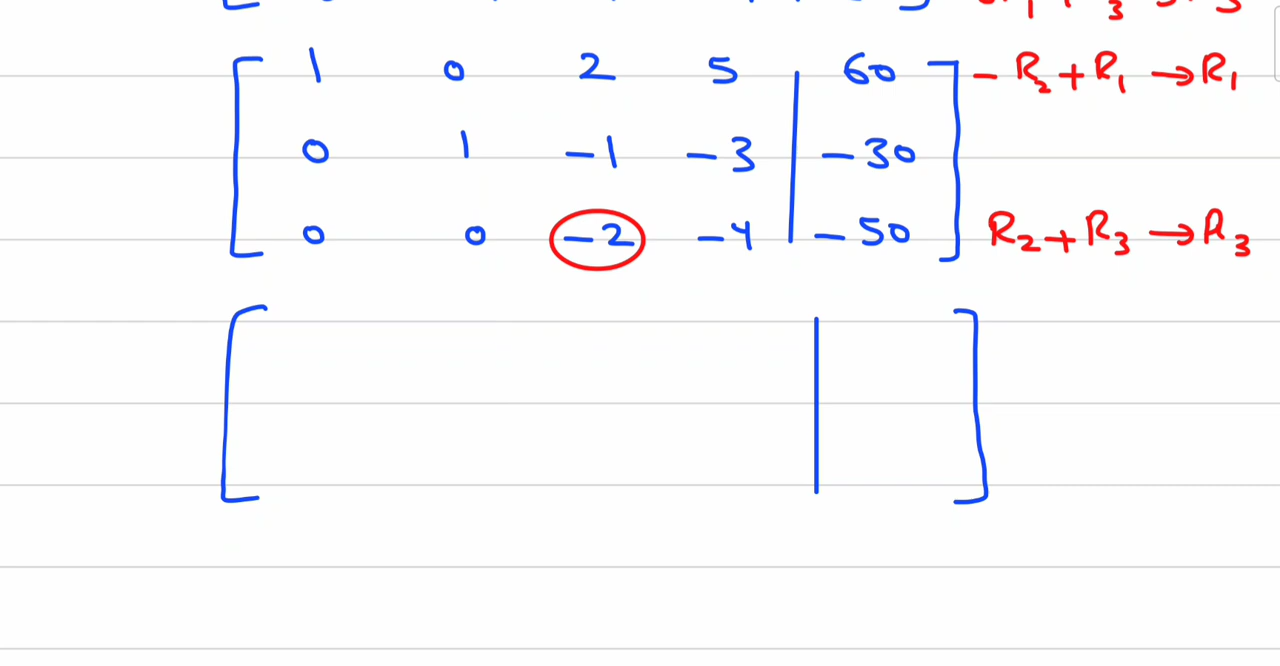 1 0 2 5 | 60 - R₂ + R₁ → R₁
0 1 -1 -3 | -30
0 0 -2 -4 | -50 R₂ + R₃ → R₃